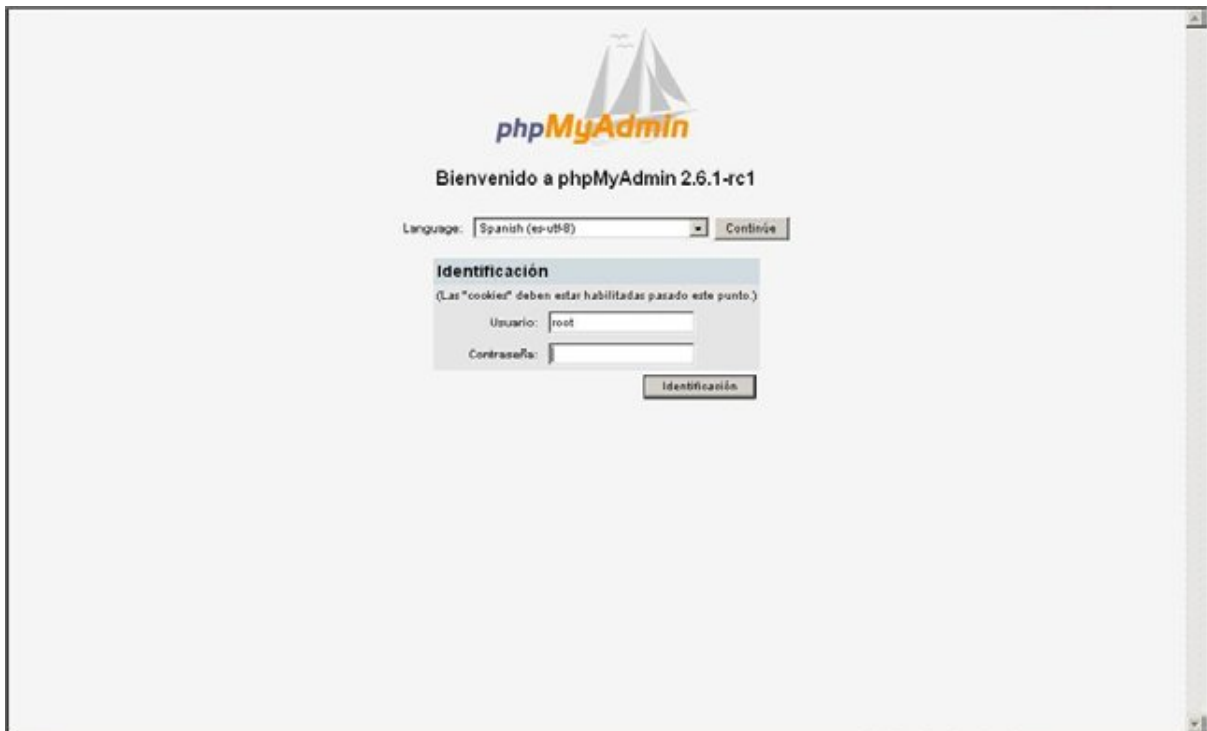 phpMyAdmin
Bienvenido a phpMyAdmin 2.6.1-rc1
Language: Spanish (es-utf-8) Continúe
Identificación
(Las "cookies" deben estar habilitadas pasado este punto.)
Usuario: root
Contraseña:
Identificación